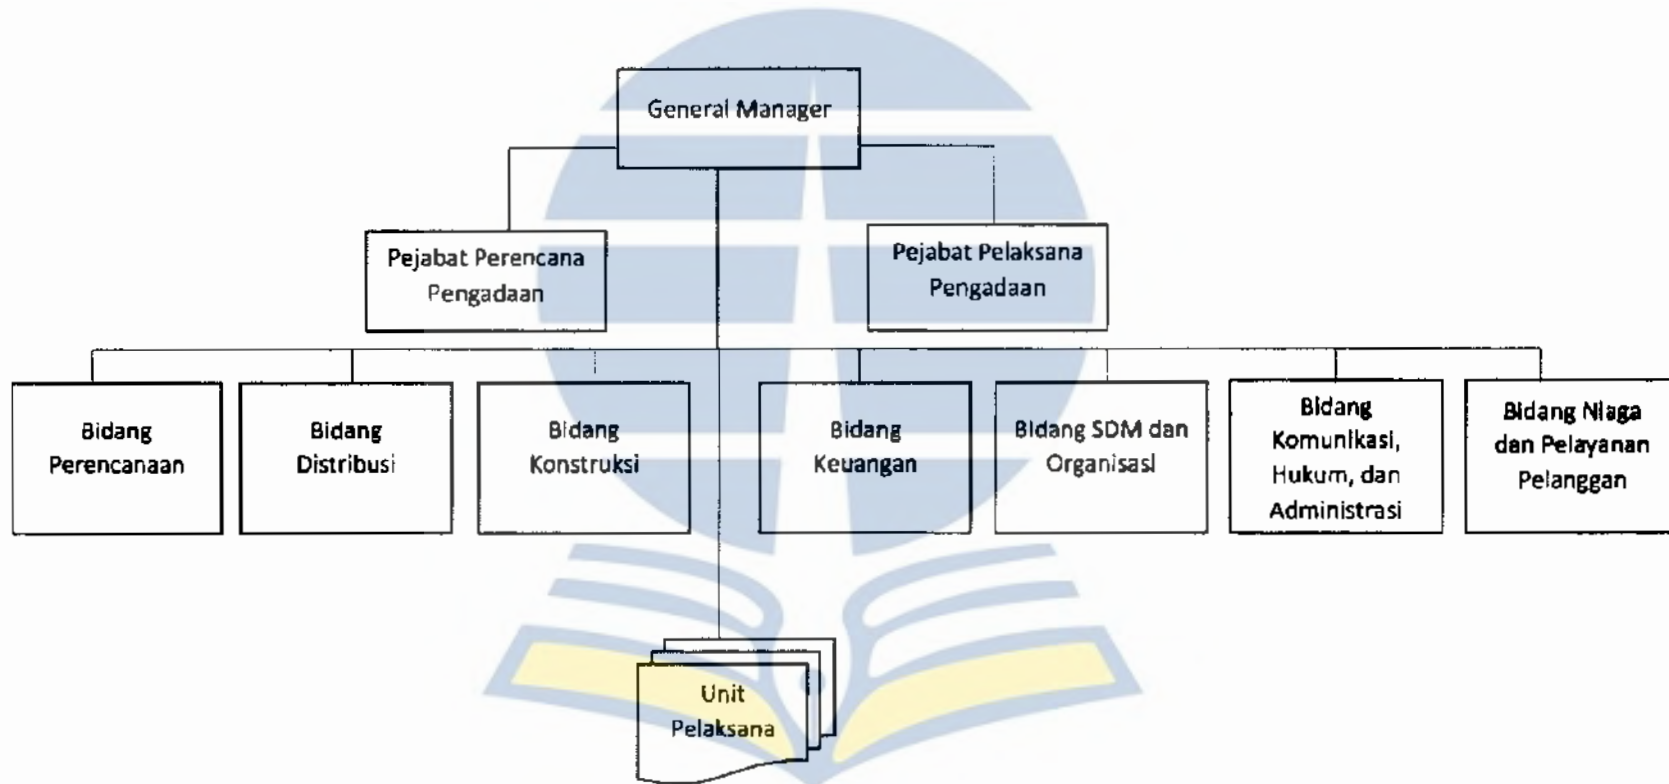 General Manager
Pejabat Perencana
Pengadaan
Pejabat Pelaksana
Pengadaan
Bidang
Perencanaan
Bidang
Distribusi
Bidang
Konstruksi
Bidang
Keuangan
Bidang SDM dan
Organisasi
Bidang
Komunikasi,
Hukum, dan
Administrasi
Bidang Niaga
dan Pelayanan
Pelanggan
Unit
Pelaksana